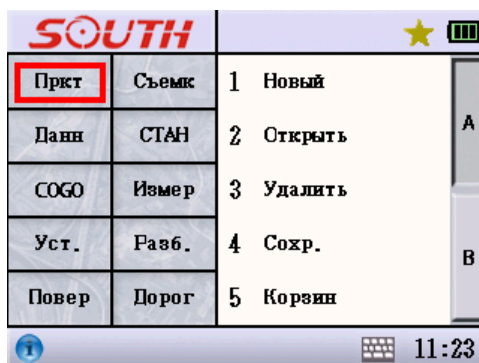 SOUTH
Пркт Съемк 1 Новый
Данн СТАН 2 Открыть A
COGO Измер 3 Удалить
Уст. Разб. 4 Сохр. B
Повер Дорог 5 Корзин
11:23